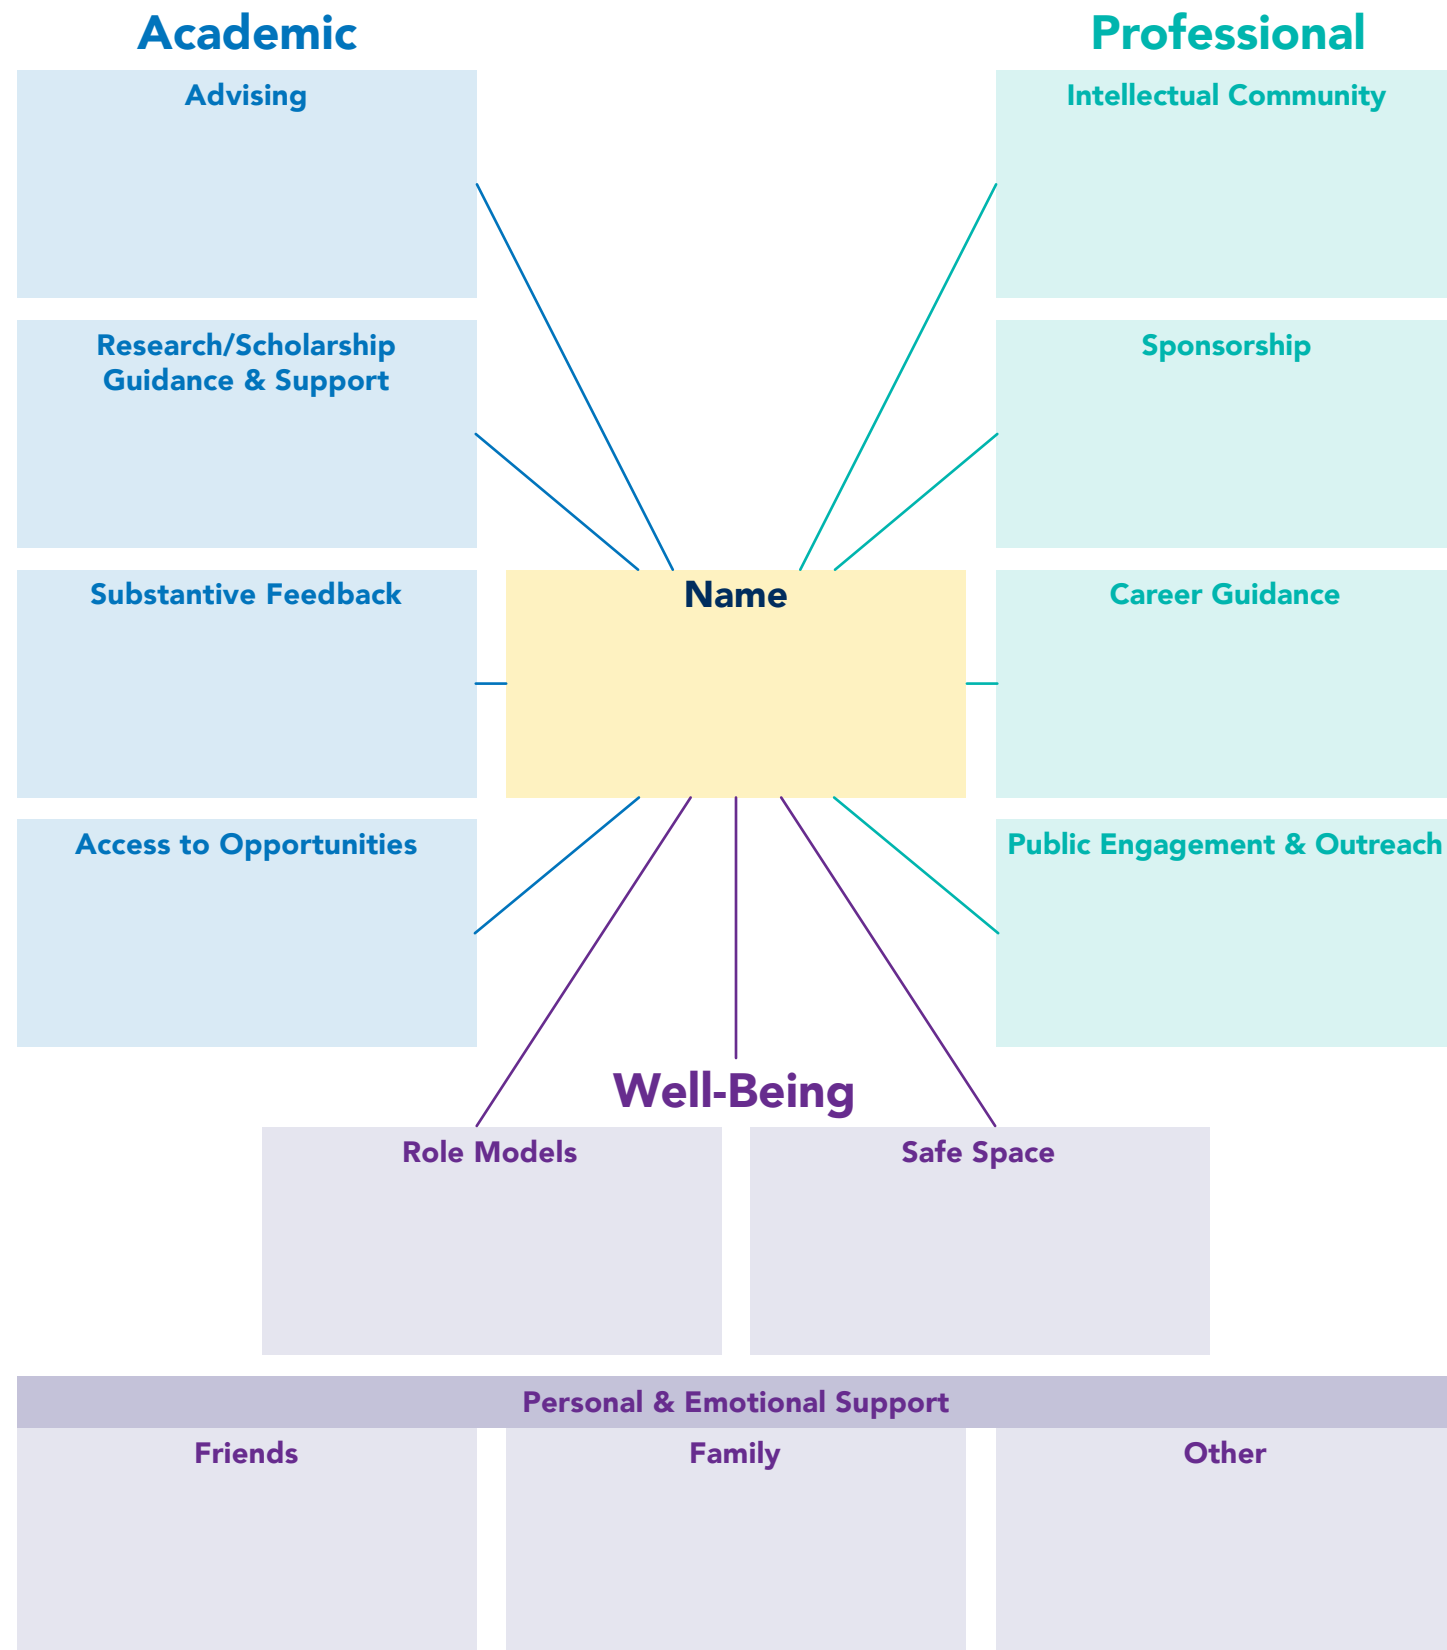 Academic
Professional
Advising
Intellectual Community
Research/Scholarship
Guidance & Support
Sponsorship
Substantive Feedback
Name
Career Guidance
Access to Opportunities
Public Engagement & Outreach
Well-Being
Role Models
Safe Space
Personal & Emotional Support
Friends
Family
Other